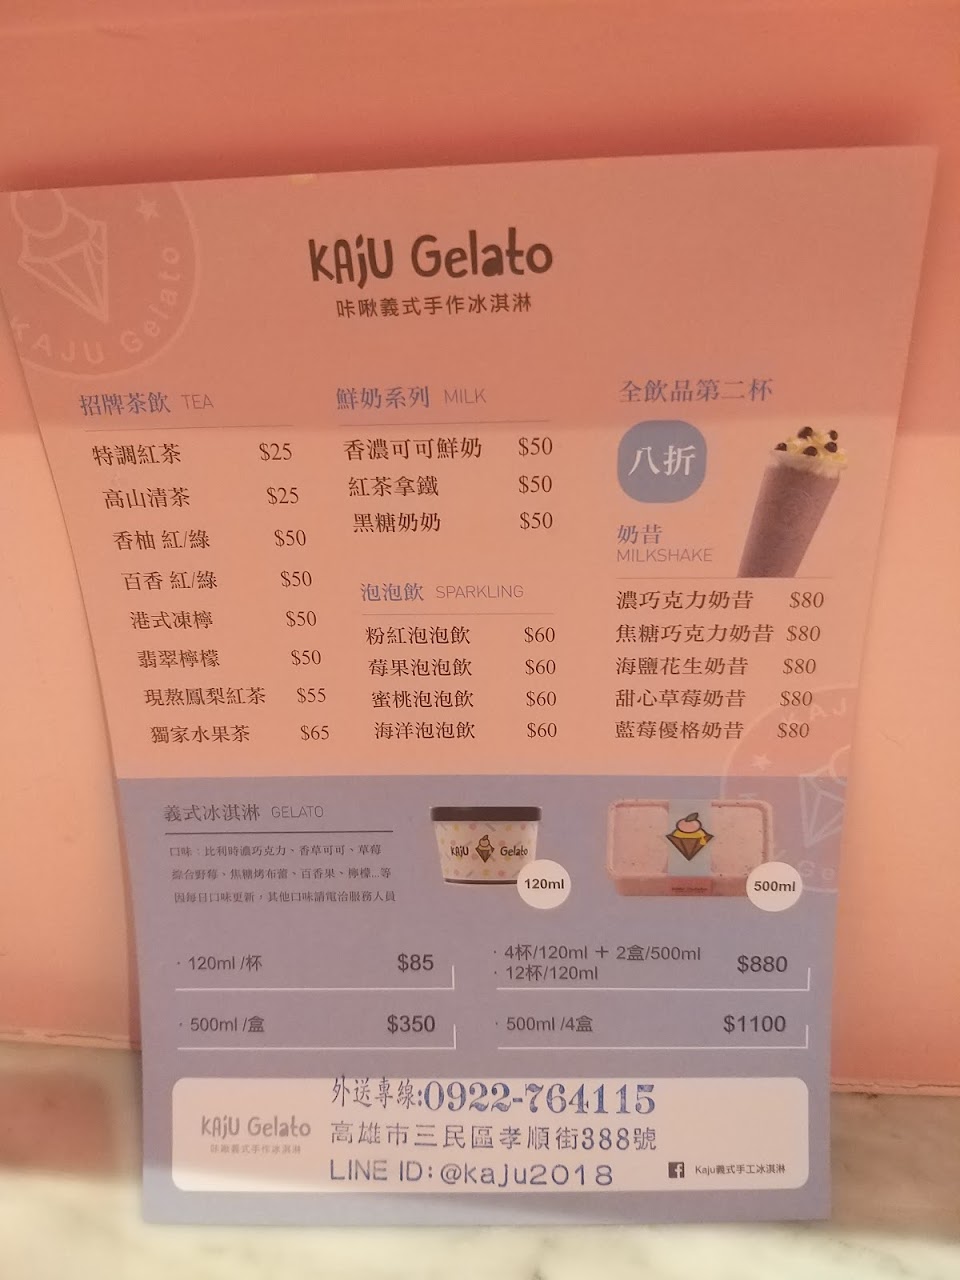 KAJU Gelato
KAJU Gelato
咔啾義式手作冰淇淋
招牌茶飲 TEA
特調紅茶 $25
高山清茶 $25
香柚 紅/綠 $50
百香 紅/綠 $50
港式凍檸 $50
翡翠檸檬 $50
現熬鳳梨紅茶 $55
獨家水果茶 $65
鮮奶系列 MILK
香濃可可鮮奶 $50
紅茶拿鐵 $50
黑糖奶奶 $50
泡泡飲 SPARKLING
粉紅泡泡飲 $60
莓果泡泡飲 $60
蜜桃泡泡飲 $60
海洋泡泡飲 $60
全飲品第二杯
八折
奶昔
MILKSHAKE
濃巧克力奶昔 $80
焦糖巧克力奶昔 $80
海鹽花生奶昔 $80
甜心草莓奶昔 $80
藍莓優格奶昔 $80
義式冰淇淋 GELATO
口味：比利時濃巧克力、香草可可、草莓
綜合野莓、焦糖烤布蕾、百香果、檸檬...等
因每日口味更新，其他口味請電洽服務人員
KAJU Gelato
120ml
500ml
· 120ml /杯 $85
· 500ml /盒 $350
· 4杯/120ml + 2盒/500ml
· 12杯/120ml $880
· 500ml /4盒 $1100
KAJU Gelato
咔啾義式手作冰淇淋
外送專線:0922-764115
高雄市三民區孝順街388號
LINE ID: @kaju2018
Kaju義式手工冰淇淋